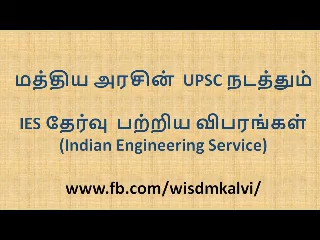 மத்திய அரசின் UPSC நடத்தும்
IES தேர்வு பற்றிய விபரங்கள்
(Indian Engineering Service)
www.fb.com/wisdmkalvi/